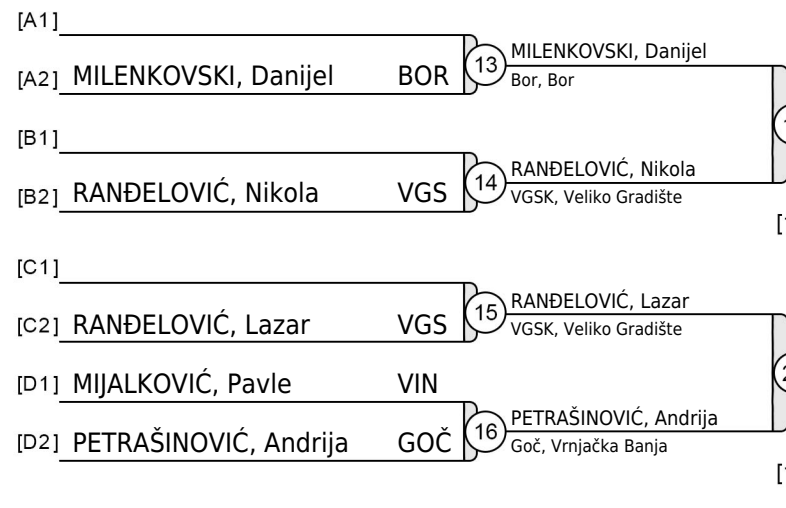 [A1]
[A2] MILENKOVSKI, Danijel BOR
13
MILENKOVSKI, Danijel
Bor, Bor
[B1]
[B2] RANĐELOVIĆ, Nikola VGS
14
RANĐELOVIĆ, Nikola
VGSK, Veliko Gradište
[C1]
[C2] RANĐELOVIĆ, Lazar VGS
15
RANĐELOVIĆ, Lazar
VGSK, Veliko Gradište
[D1] MIJALKOVIĆ, Pavle VIN
[D2] PETRAŠINOVIĆ, Andrija GOČ
16
PETRAŠINOVIĆ, Andrija
Goč, Vrnjačka Banja